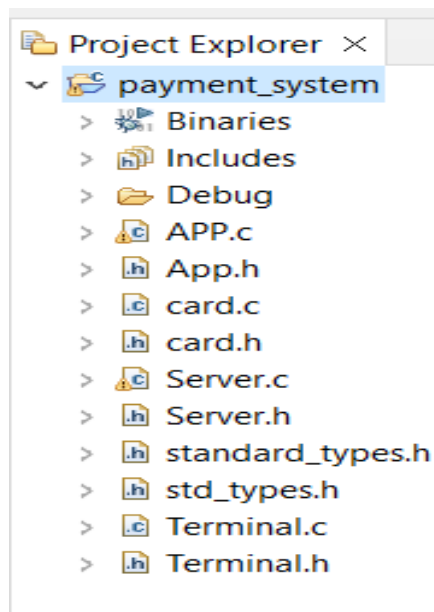 Project Explorer
payment_system
Binaries
Includes
Debug
APP.c
App.h
card.c
card.h
Server.c
Server.h
standard_types.h
std_types.h
Terminal.c
Terminal.h